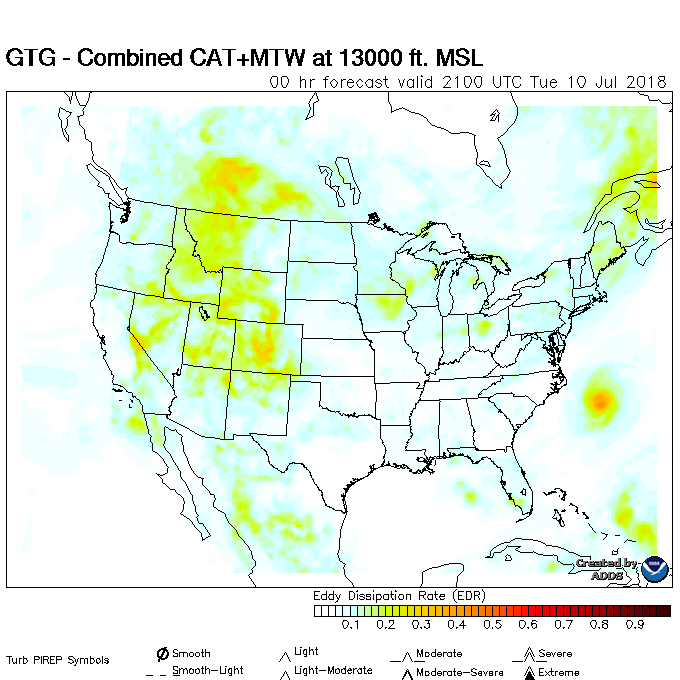 GTG - Combined CAT+MTW at 13000 ft. MSL
00 hr forecast valid 2100 UTC Tue 10 Jul 2018
Created by
ADDS
Eddy Dissipation Rate (EDR)
0.1 0.2 0.3 0.4 0.5 0.6 0.7 0.8 0.9
Turb PIREP Symbols
Smooth Light Moderate Severe
Smooth-Light Light-Moderate Moderate-Severe Extreme